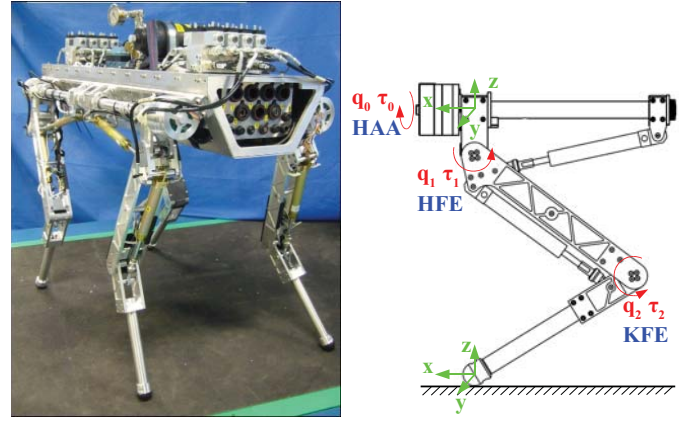 z
x
y
q₀ τ₀
HAA
q₁ τ₁
HFE
q₂ τ₂
KFE
z
x
y